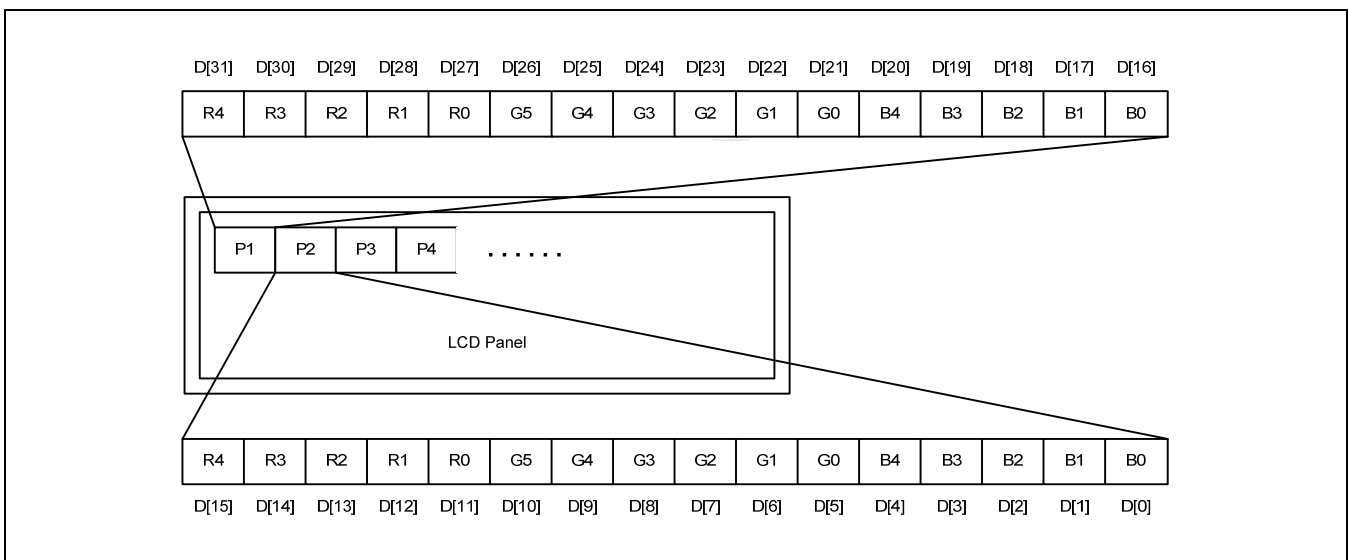 D[31] D[30] D[29] D[28] D[27] D[26] D[25] D[24] D[23] D[22] D[21] D[20] D[19] D[18] D[17] D[16]
R4 R3 R2 R1 R0 G5 G4 G3 G2 G1 G0 B4 B3 B2 B1 B0
P1 P2 P3 P4 ......
LCD Panel
R4 R3 R2 R1 R0 G5 G4 G3 G2 G1 G0 B4 B3 B2 B1 B0
D[15] D[14] D[13] D[12] D[11] D[10] D[9] D[8] D[7] D[6] D[5] D[4] D[3] D[2] D[1] D[0]